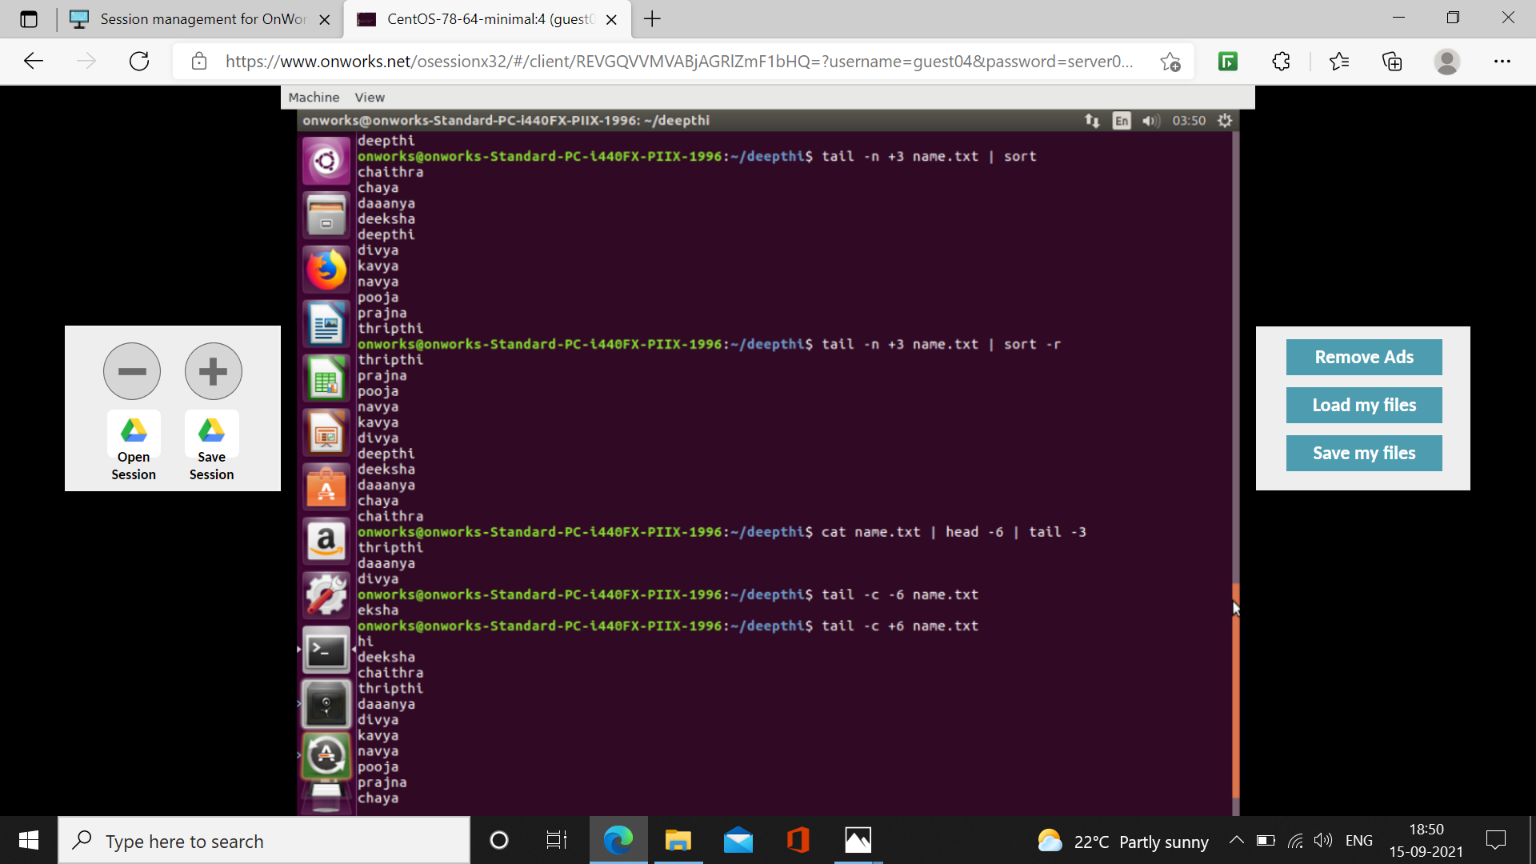 Session management for OnWor
CentOS-78-64-minimal:4 (guest0
https://www.onworks.net/osessionx32/#/client/REVGQVVMVABjAGRlZmF1bHQ=?username=guest04&password=server0...
Machine View
onworks@onworks-Standard-PC-i440FX-PIIX-1996: ~/deepthi
En
03:50
deepthi
onworks@onworks-Standard-PC-i440FX-PIIX-1996:~/deepthi$ tail -n +3 name.txt | sort
chaithra
chaya
daaanya
deeksha
deepthi
divya
kavya
navya
pooja
prajna
thripthi
onworks@onworks-Standard-PC-i440FX-PIIX-1996:~/deepthi$ tail -n +3 name.txt | sort -r
thripthi
prajna
pooja
navya
kavya
divya
deepthi
deeksha
daaanya
chaya
chaithra
onworks@onworks-Standard-PC-i440FX-PIIX-1996:~/deepthi$ cat name.txt | head -6 | tail -3
thripthi
daaanya
divya
onworks@onworks-Standard-PC-i440FX-PIIX-1996:~/deepthi$ tail -c -6 name.txt
eksha
onworks@onworks-Standard-PC-i440FX-PIIX-1996:~/deepthi$ tail -c +6 name.txt
hi
deeksha
chaithra
thripthi
daaanya
divya
kavya
navya
pooja
prajna
chaya
Open Session
Save Session
Remove Ads
Load my files
Save my files
Type here to search
22°C Partly sunny
ENG
18:50
15-09-2021